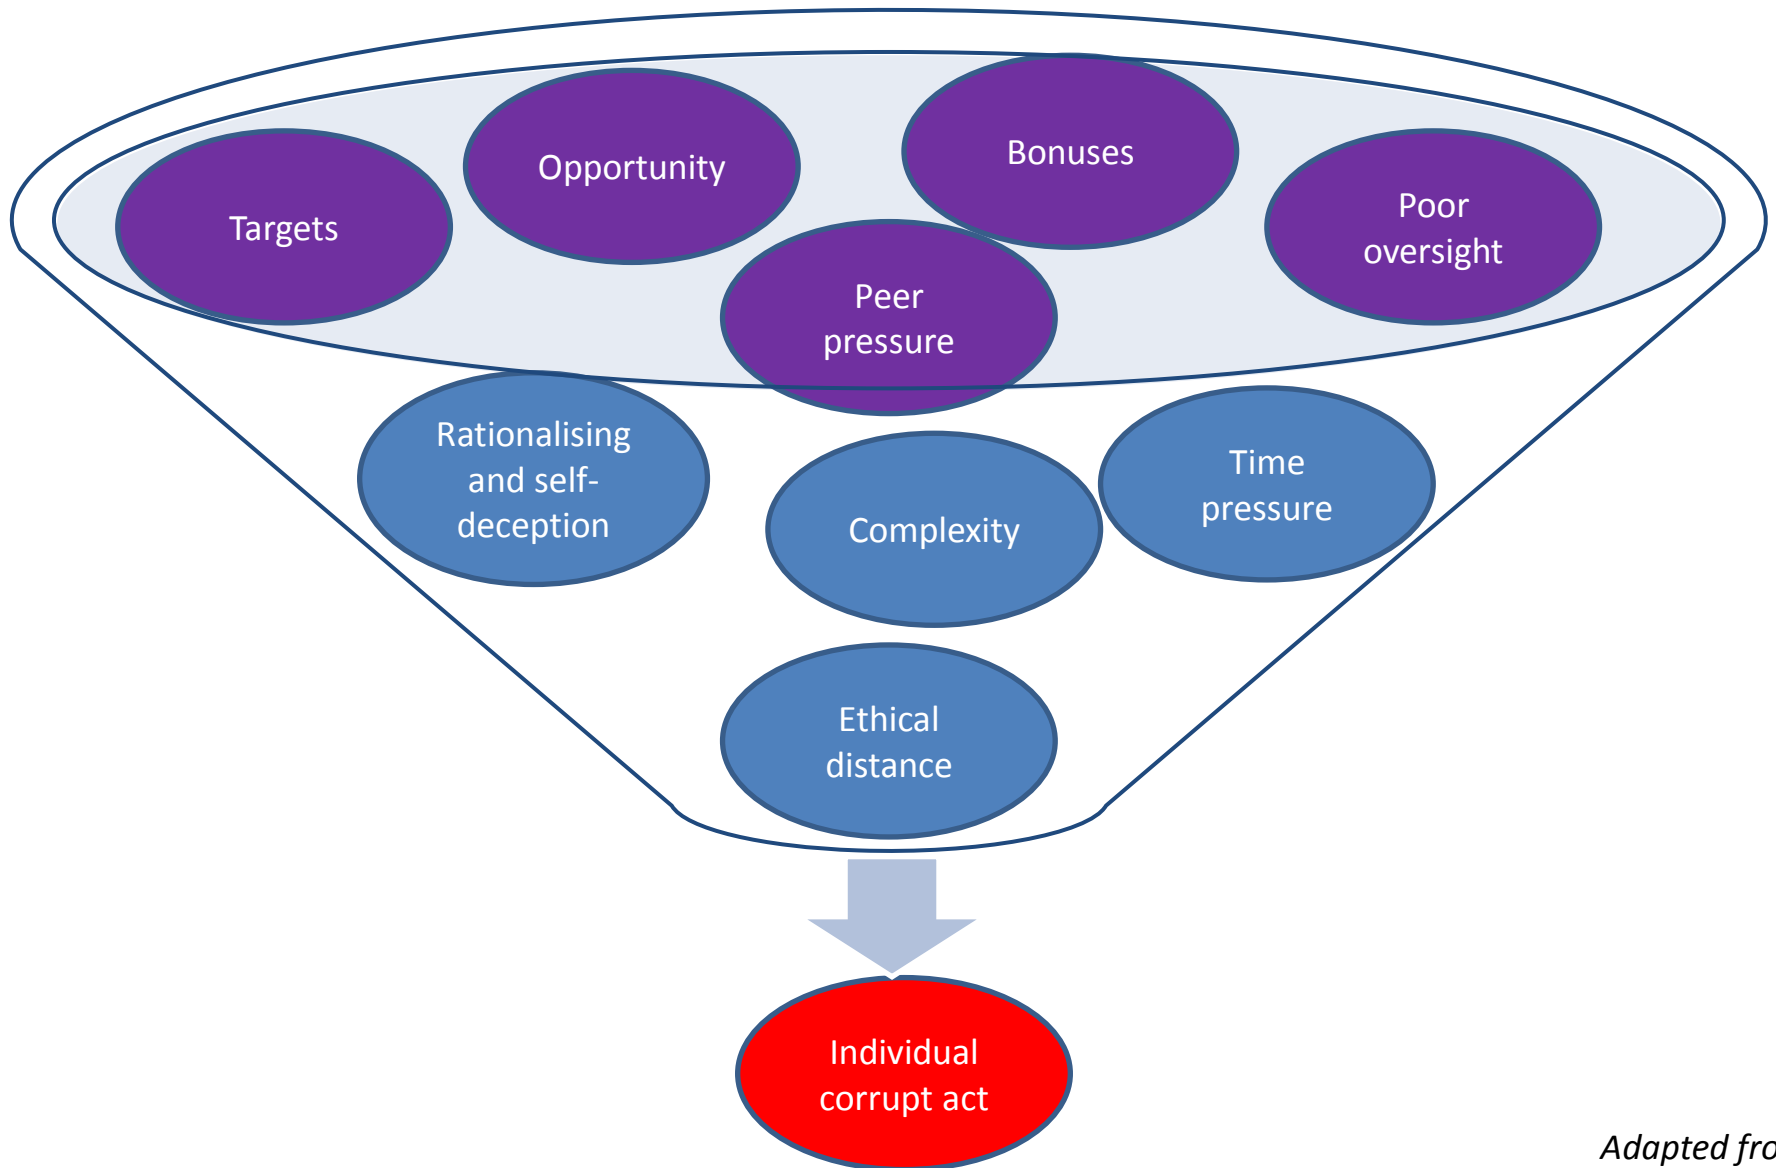 Targets
Opportunity
Bonuses
Poor
oversight
Peer
pressure
Rationalising
and self-
deception
Complexity
Time
pressure
Ethical
distance
Individual
corrupt act
Adapted fro